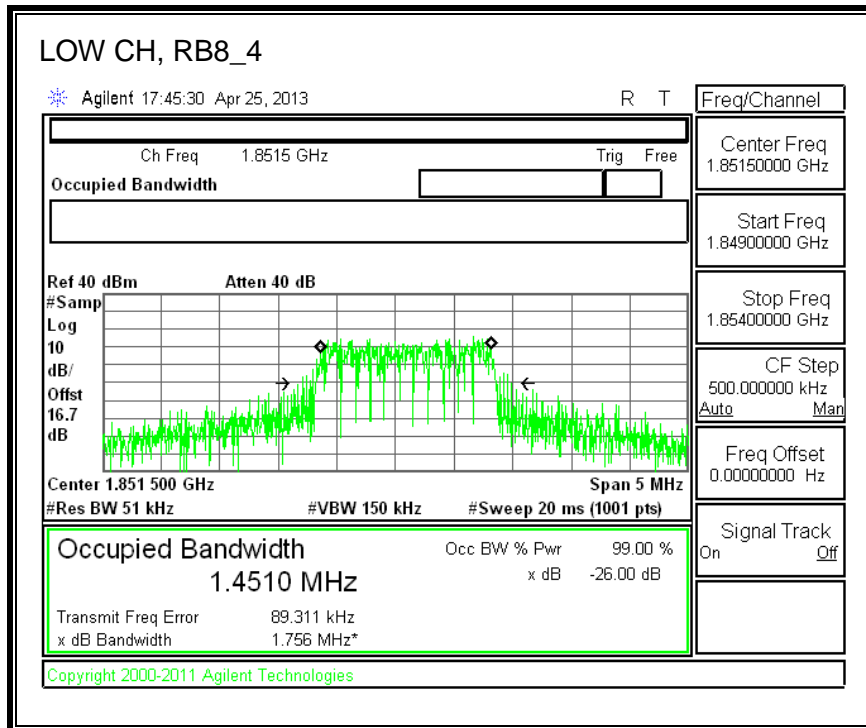 LOW CH, RB8_4
Agilent 17:45:30 Apr 25, 2013 R T
Freq/Channel
Ch Freq 1.8515 GHz Trig Free
Occupied Bandwidth
Center Freq
1.85150000 GHz
Start Freq
1.84900000 GHz
Stop Freq
1.85400000 GHz
CF Step
500.000000 kHz
Auto Man
Freq Offset
0.00000000 Hz
Signal Track
On Off
Ref 40 dBm Atten 40 dB
#Samp
Log
10
dB/
Offst
16.7
dB
Center 1.851 500 GHz Span 5 MHz
#Res BW 51 kHz #VBW 150 kHz #Sweep 20 ms (1001 pts)
Occupied Bandwidth Occ BW % Pwr 99.00 %
1.4510 MHz x dB -26.00 dB
Transmit Freq Error 89.311 kHz
x dB Bandwidth 1.756 MHz*
Copyright 2000-2011 Agilent Technologies